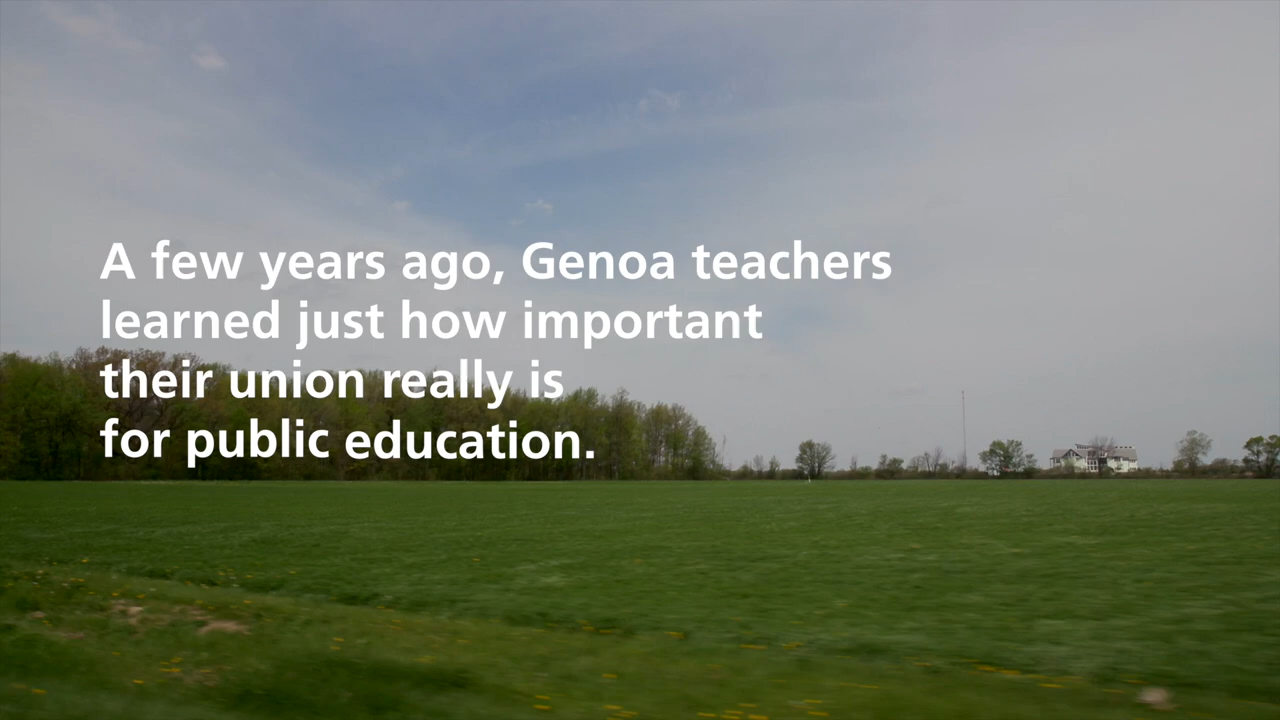 A few years ago, Genoa teachers
learned just how important
their union really is
for public education.